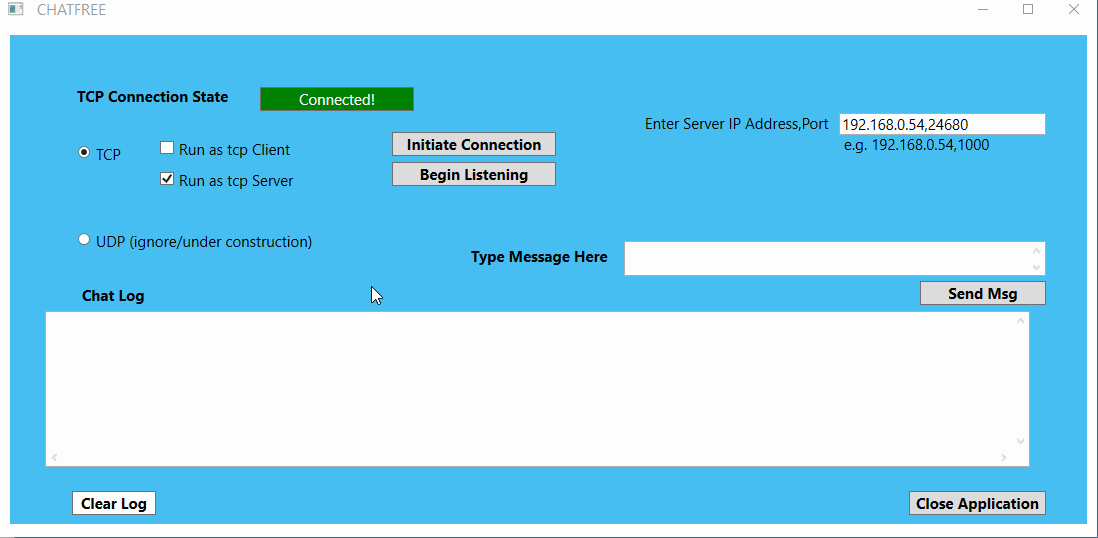 CHATFREE
TCP Connection State
Connected!
Enter Server IP Address,Port
192.168.0.54,24680
e.g. 192.168.0.54,1000
TCP
Run as tcp Client
Initiate Connection
Run as tcp Server
Begin Listening
UDP (ignore/under construction)
Type Message Here
Send Msg
Chat Log
Clear Log
Close Application